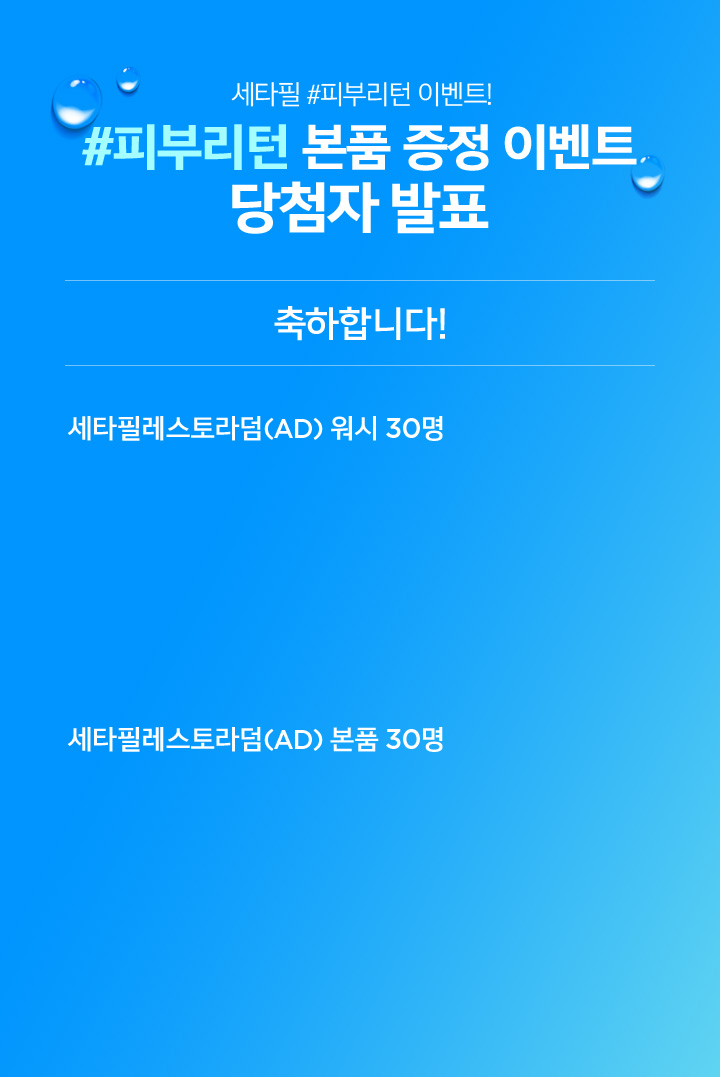 세타필 #피부리턴 이벤트!
#피부리턴 본품 증정 이벤트
당첨자 발표
축하합니다!
세타필레스토라덤(AD) 워시 30명
세타필레스토라덤(AD) 본품 30명